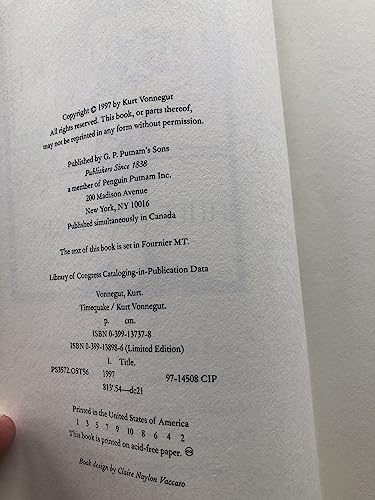 Copyright © 1997 by Kurt Vonnegut
All rights reserved. This book, or parts thereof,
may not be reprinted in any form without permission.
Published by G. P. Putnam's Sons
Publishers Since 1838
a member of Penguin Putnam Inc.
200 Madison Avenue
New York, NY 10016
Published simultaneously in Canada
The text of this book is set in Fournier MT.
Library of Congress Cataloging-in-Publication Data
Vonnegut, Kurt.
Timequake / Kurt Vonnegut.
p. cm.
ISBN 0-399-13737-8
ISBN 0-399-13898-6 (Limited Edition)
I. Title.
PS3572.O5T56 1997 97-14508 CIP
813'.54—dc21
Printed in the United States of America
1 3 5 7 9 10 8 6 4 2
This book is printed on acid-free paper. ♾
Book design by Claire Naylon Vaccaro